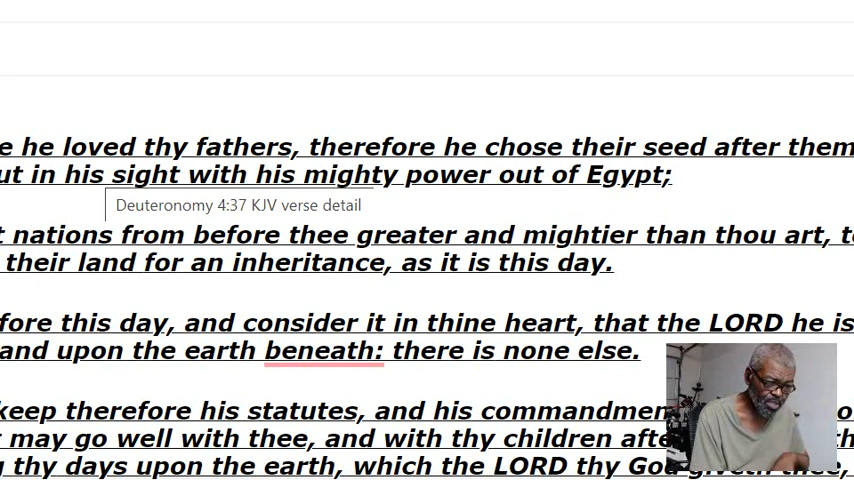 e he loved thy fathers, therefore he chose their seed after them
ut in his sight with his mighty power out of Egypt;
Deuteronomy 4:37 KJV verse detail
t nations from before thee greater and mightier than thou art, t
their land for an inheritance, as it is this day.
fore this day, and consider it in thine heart, that the LORD he is
and upon the earth beneath: there is none else.
keep therefore his statutes, and his commandmen
t may go well with thee, and with thy children afte
g thy days upon the earth, which the LORD thy God giveth thee,